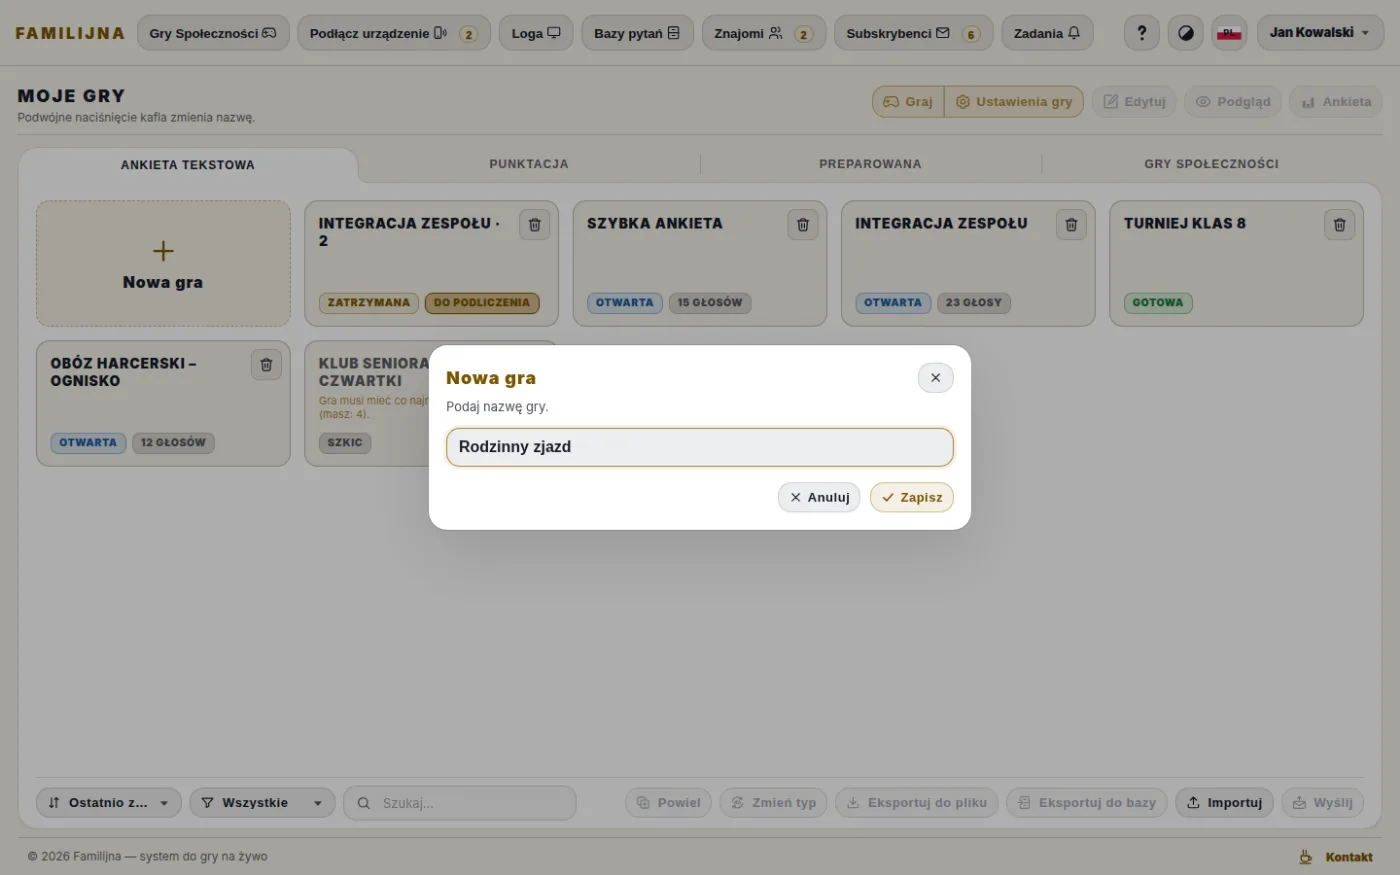 FAMILIJNA
Gry Społeczności
Podłącz urządzenie 2
Loga
Bazy pytań
Znajomi 2
Subskrybenci 6
Zadania
?
PL
Jan Kowalski
MOJE GRY
Podwójne naciśnięcie kafla zmienia nazwę.
Graj
Ustawienia gry
Edytuj
Podgląd
Ankieta
ANKIETA TEKSTOWA
PUNKTACJA
PREPAROWANA
GRY SPOŁECZNOŚCI
Nowa gra
INTEGRACJA ZESPOŁU ·
2
ZATRZYMANA
DO PODLICZENIA
SZYBKA ANKIETA
OTWARTA
15 GŁOSÓW
INTEGRACJA ZESPOŁU
OTWARTA
23 GŁOSY
TURNIEJ KLAS 8
GOTOWA
OBÓZ HARCERSKI –
OGNISKO
OTWARTA
12 GŁOSÓW
KLUB SENIORA
CZWARTKI
Gra musi mieć co
(masz: 4).
SZKIC
Nowa gra
Podaj nazwę gry.
Rodzinny zjazd
Anuluj
Zapisz
Ostatnio z...
Wszystkie
Szukaj...
Powiel
Zmień typ
Eksportuj do pliku
Eksportuj do bazy
Importuj
Wyślij
© 2026 Familijna — system do gry na żywo
Kontakt